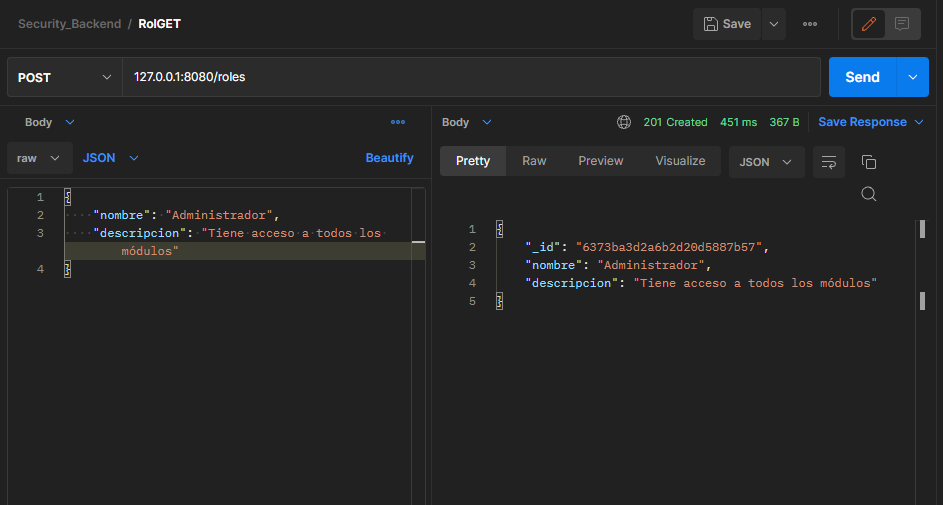 Security_Backend / RolGET
Save
POST
127.0.0.1:8080/roles
Send
Body
raw
JSON
Beautify
1 {
2 "nombre": "Administrador",
3 "descripcion": "Tiene acceso a todos los
módulos"
4 }
Body
201 Created 451 ms 367 B Save Response
Pretty Raw Preview Visualize JSON
1 {
2 "_id": "6373ba3d2a6b2d20d5887b57",
3 "nombre": "Administrador",
4 "descripcion": "Tiene acceso a todos los módulos"
5 }